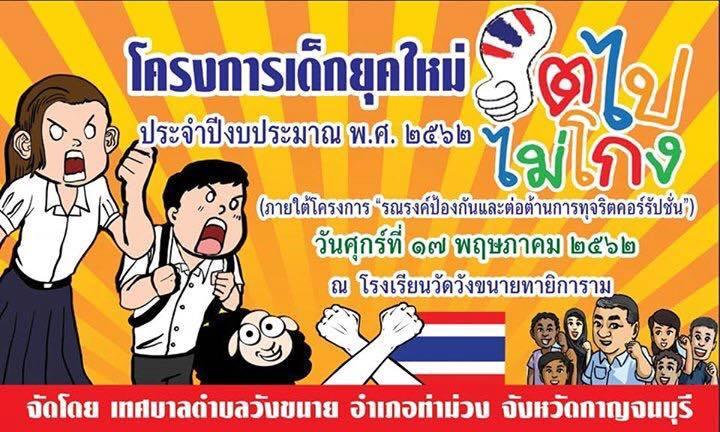 โครงการเด็กยุคใหม่
โตไป
ไม่โกง
ประจำปีงบประมาณ พ.ศ. ๒๕๖๒
(ภายใต้โครงการ “รณรงค์ป้องกันและต่อต้านการทุจริตคอร์รัปชั่น”)
วันศุกร์ที่ ๑๗ พฤษภาคม ๒๕๖๒
ณ โรงเรียนวัดวังขนายทายิการาม
จัดโดย เทศบาลตำบลวังขนาย อำเภอท่าม่วง จังหวัดกาญจนบุรี